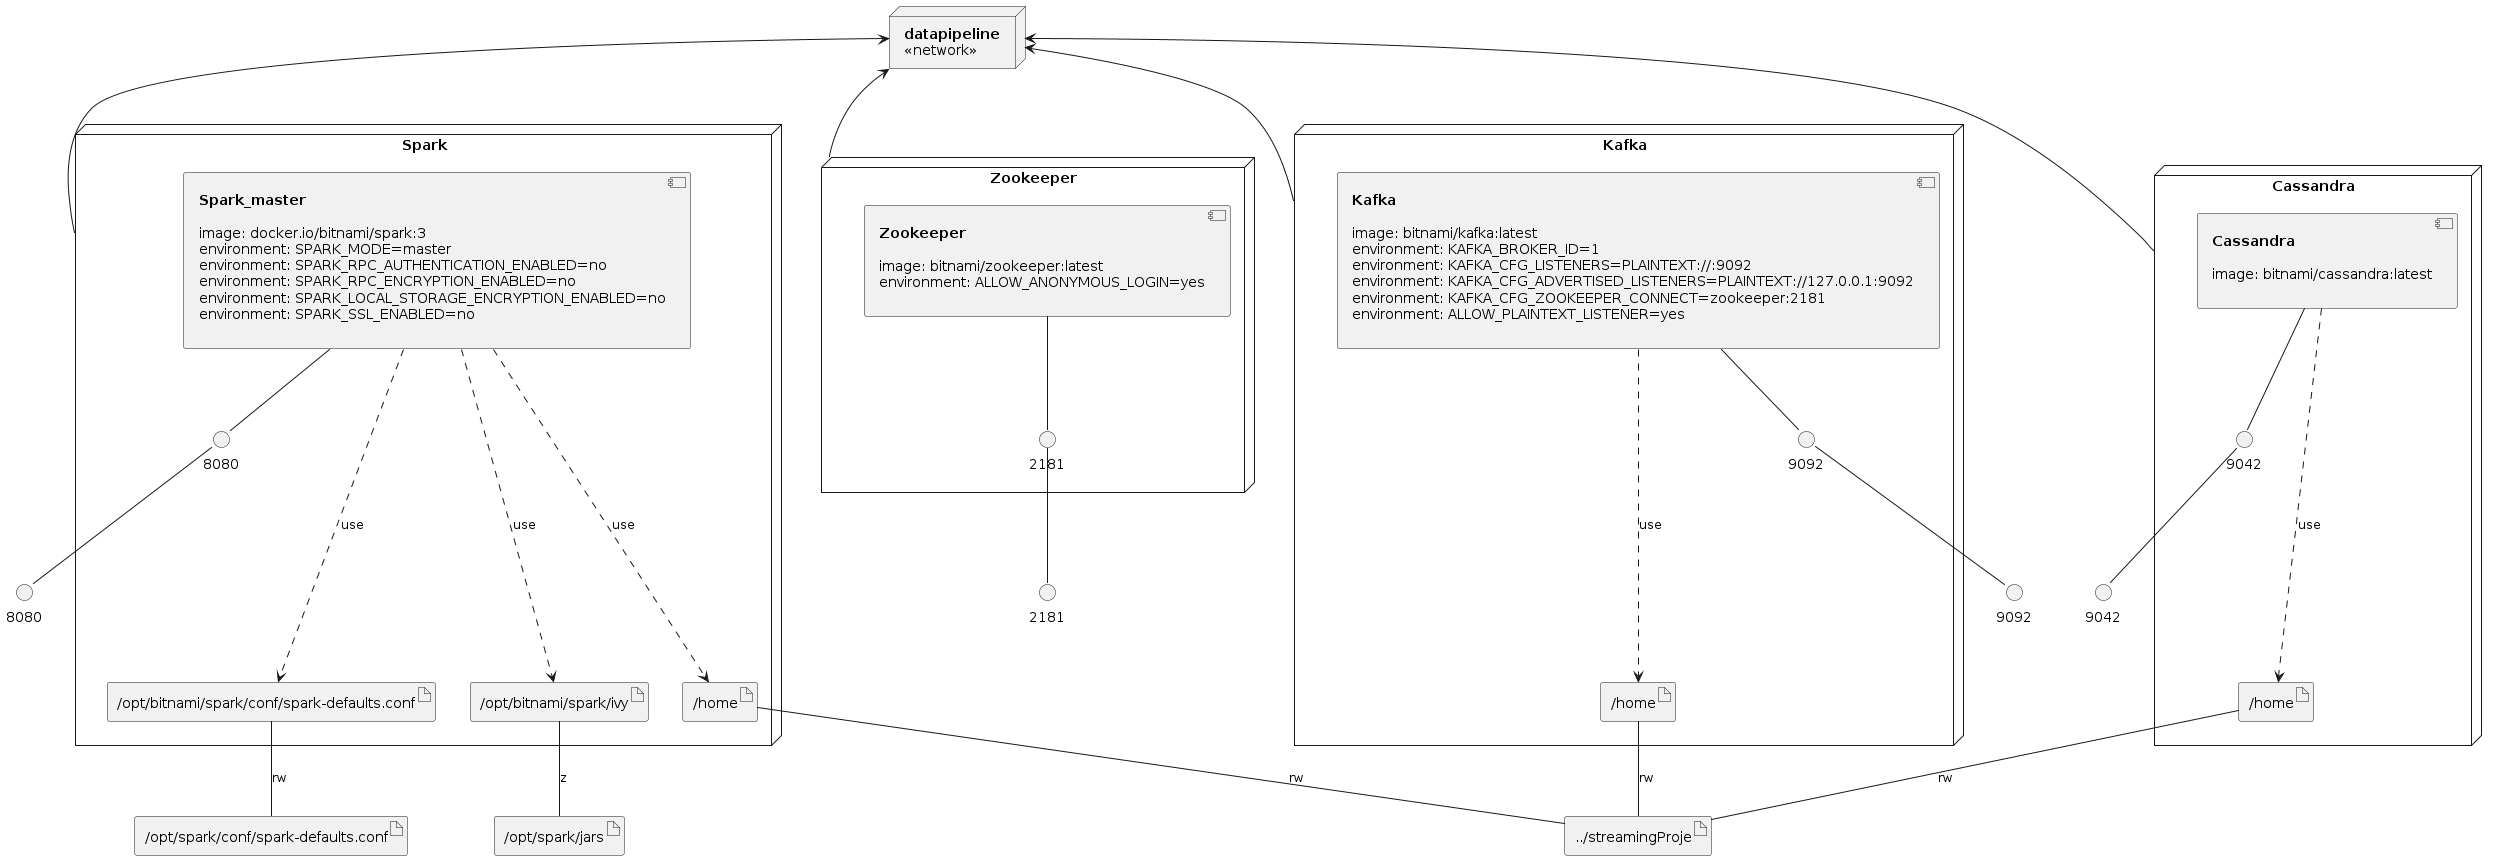 datapipeline
«network»
Spark
Spark_master
image: docker.io/bitnami/spark:3
environment: SPARK_MODE=master
environment: SPARK_RPC_AUTHENTICATION_ENABLED=no
environment: SPARK_RPC_ENCRYPTION_ENABLED=no
environment: SPARK_LOCAL_STORAGE_ENCRYPTION_ENABLED=no
environment: SPARK_SSL_ENABLED=no
8080
8080
use
use
use
/opt/bitnami/spark/conf/spark-defaults.conf
/opt/bitnami/spark/ivy
/home
rw
z
rw
/opt/spark/conf/spark-defaults.conf
/opt/spark/jars
Zookeeper
Zookeeper
image: bitnami/zookeeper:latest
environment: ALLOW_ANONYMOUS_LOGIN=yes
2181
2181
Kafka
Kafka
image: bitnami/kafka:latest
environment: KAFKA_BROKER_ID=1
environment: KAFKA_CFG_LISTENERS=PLAINTEXT://:9092
environment: KAFKA_CFG_ADVERTISED_LISTENERS=PLAINTEXT://127.0.0.1:9092
environment: KAFKA_CFG_ZOOKEEPER_CONNECT=zookeeper:2181
environment: ALLOW_PLAINTEXT_LISTENER=yes
9092
use
9092
/home
rw
../streamingProje
Cassandra
Cassandra
image: bitnami/cassandra:latest
9042
use
9042
/home
rw